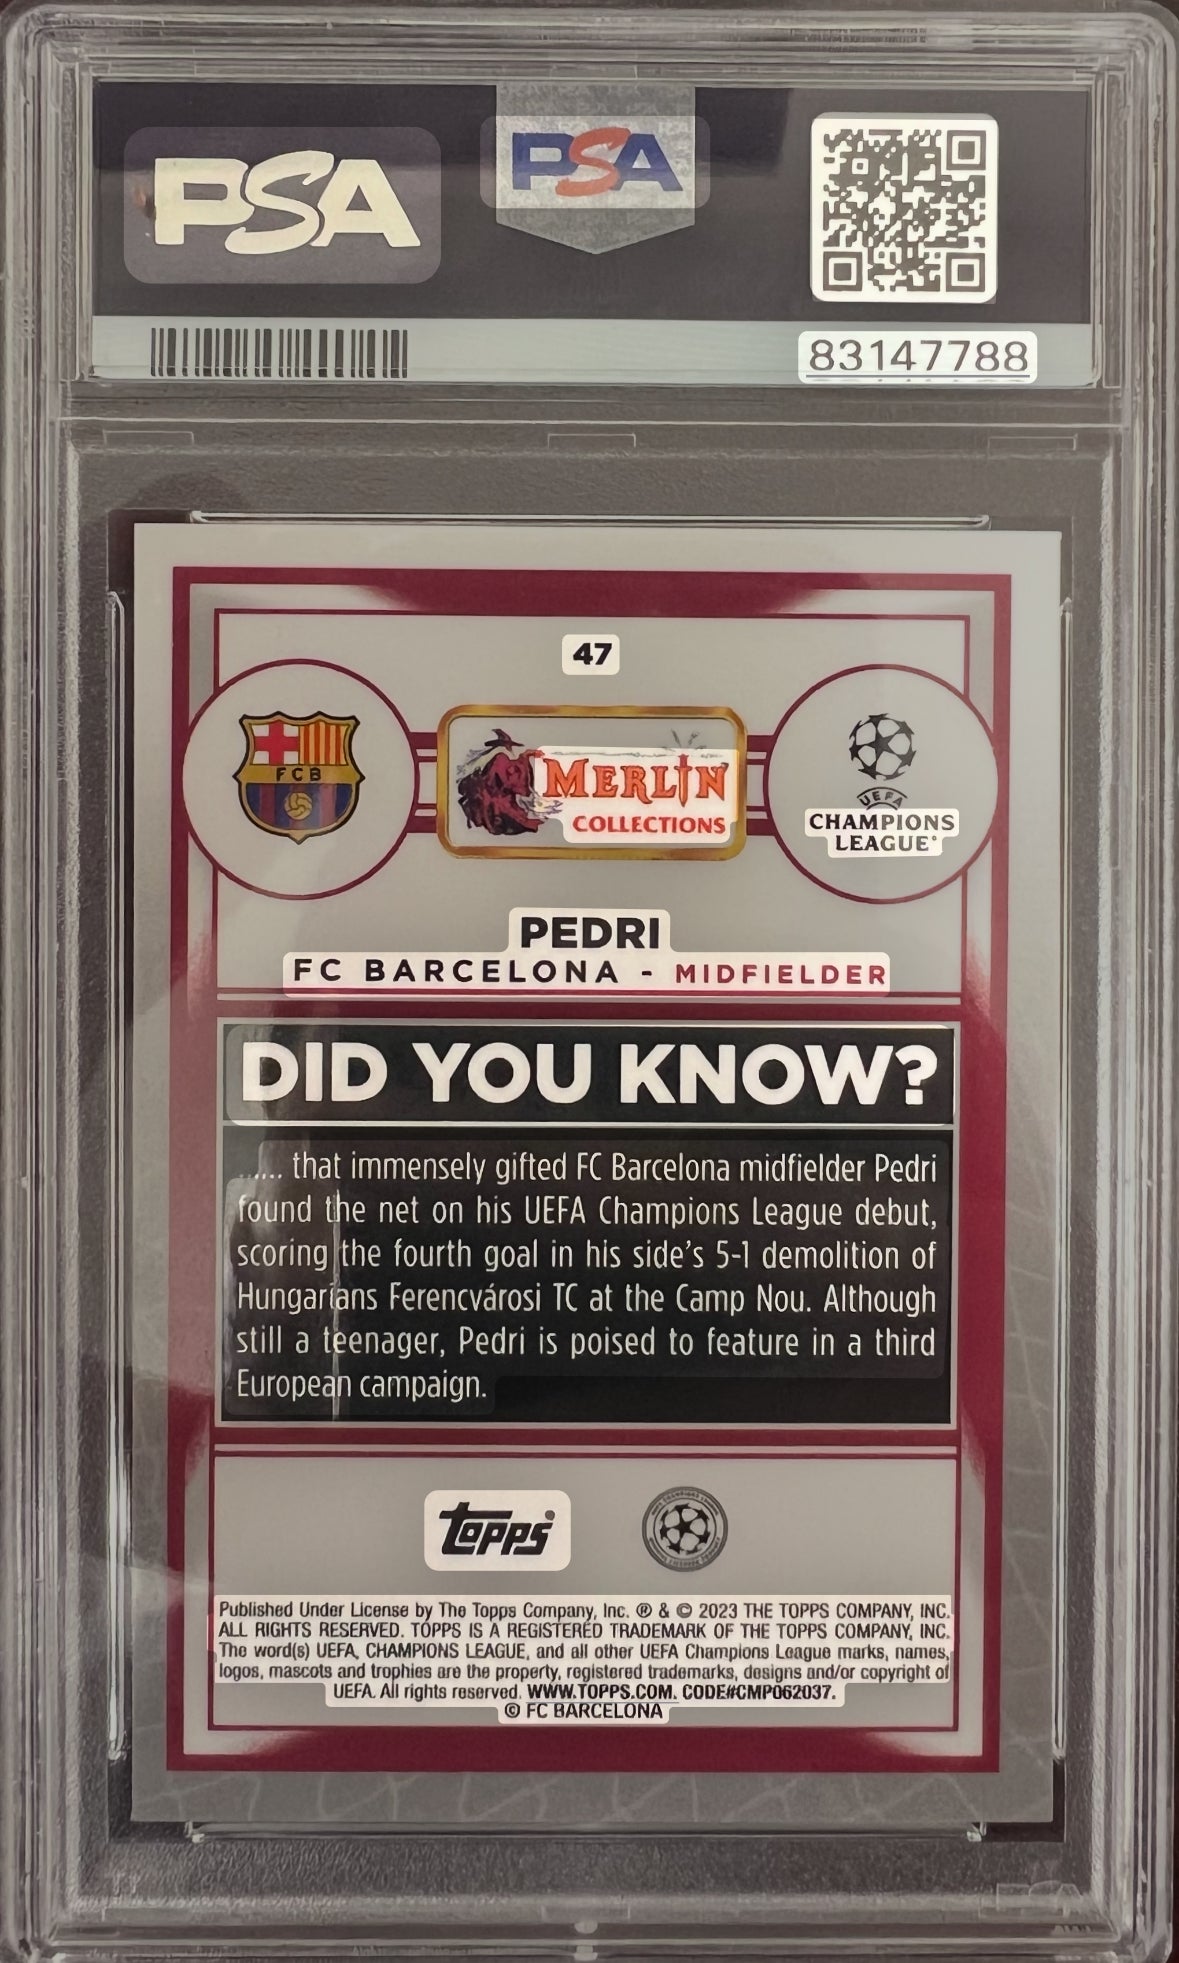 PSA
PSA
83147788
47
FCB
MERLIN
COLLECTIONS
UEFA
CHAMPIONS
LEAGUE®
PEDRI
FC BARCELONA - MIDFIELDER
DID YOU KNOW?
..... that immensely gifted FC Barcelona midfielder Pedri
found the net on his UEFA Champions League debut,
scoring the fourth goal in his side's 5-1 demolition of
Hungarians Ferencvárosi TC at the Camp Nou. Although
still a teenager, Pedri is poised to feature in a third
European campaign.
topps
Published Under License by The Topps Company, Inc. ® & © 2023 THE TOPPS COMPANY, INC.
ALL RIGHTS RESERVED. TOPPS IS A REGISTERED TRADEMARK OF THE TOPPS COMPANY, INC.
The word(s) UEFA, CHAMPIONS LEAGUE, and all other UEFA Champions League marks, names,
logos, mascots and trophies are the property, registered trademarks, designs and/or copyright of
UEFA. All rights reserved. WWW.TOPPS.COM. CODE#CMP062037.
© FC BARCELONA